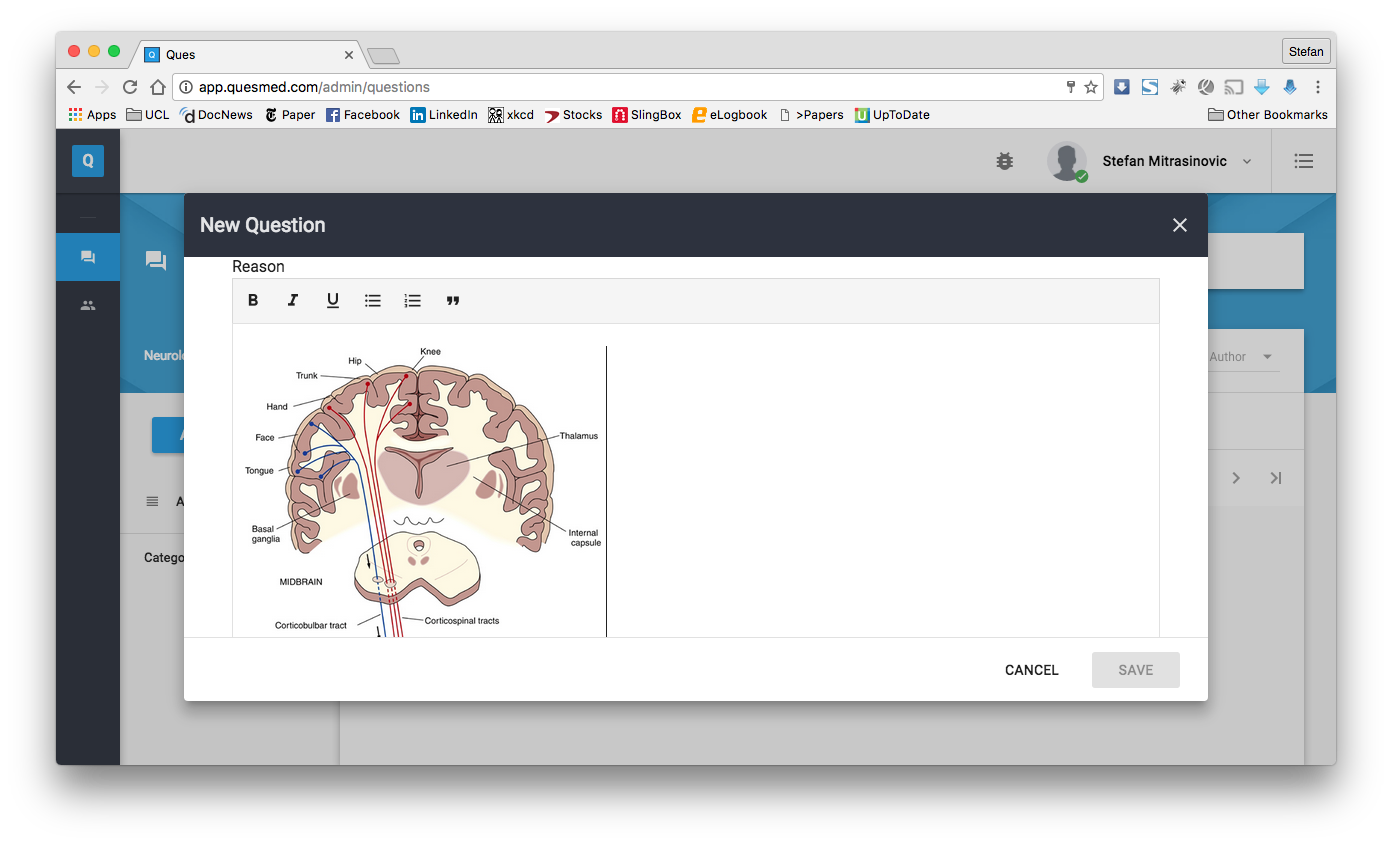 Ques
Stefan
app.quesmed.com/admin/questions
Apps UCL DocNews Paper Facebook LinkedIn xkcd Stocks SlingBox eLogbook >Papers UpToDate Other Bookmarks
Q Stefan Mitrasinovic
New Question
Reason
B I U
Knee
Hip
Trunk
Hand
Face
Thalamus
Tongue
Basal
ganglia
Internal
capsule
MIDBRAIN
Corticobulbar tract
Corticospinal tracts
Neurolo
Author
A
A
Catego
CANCEL SAVE